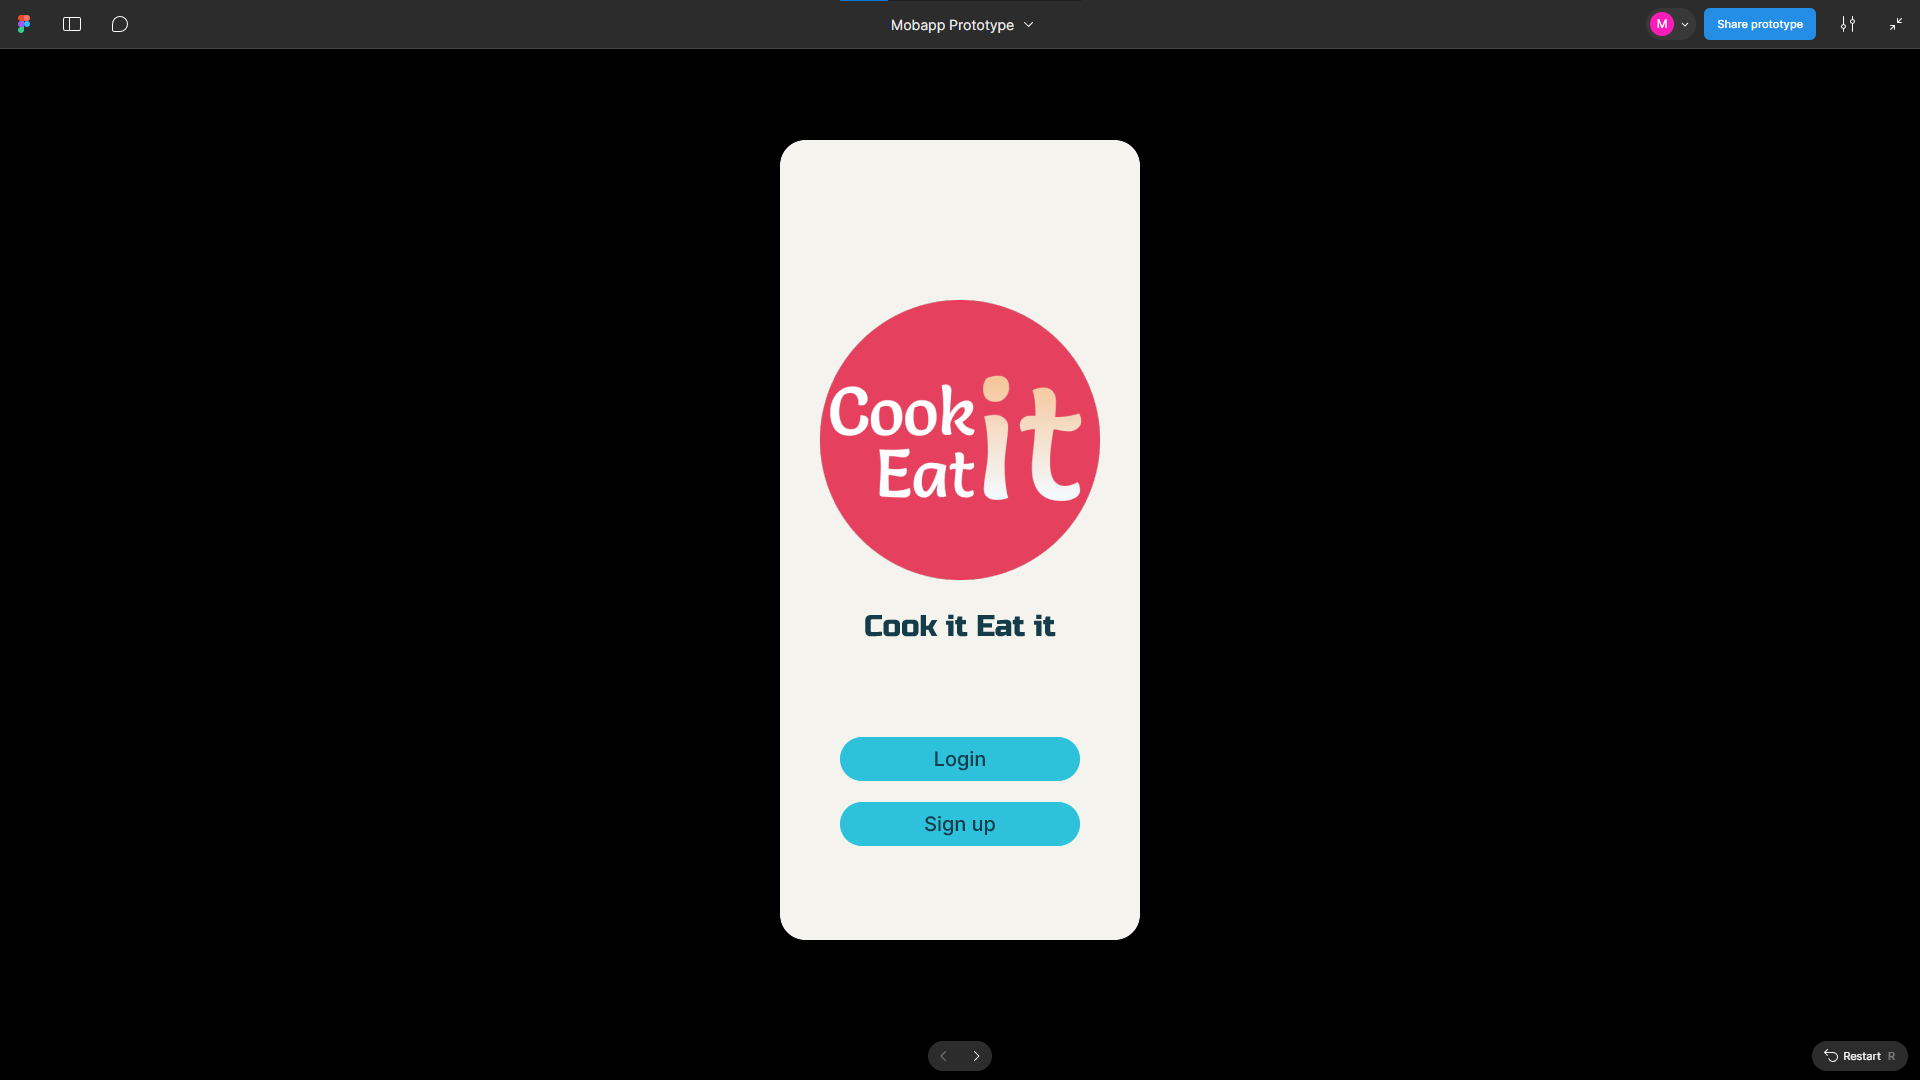 Mobapp Prototype
M
Share prototype
Cook it
Eat
Cook it Eat it
Login
Sign up
Restart R